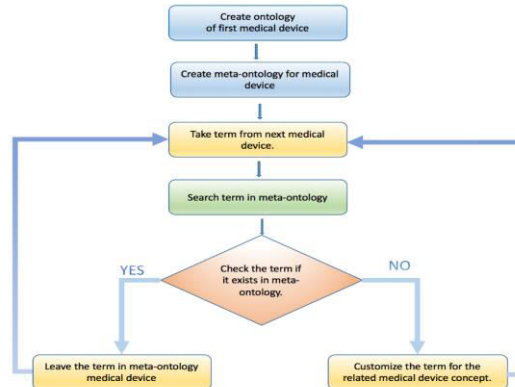 Create ontology
of first medical device
Create meta-ontology for medical
device
Take term from next medical
device.
Search term in meta-ontology
Check the term if
it exists in meta-
ontology.
YES
NO
Leave the term in meta-ontology
medical device
Customize the term for the
related medical device concept.